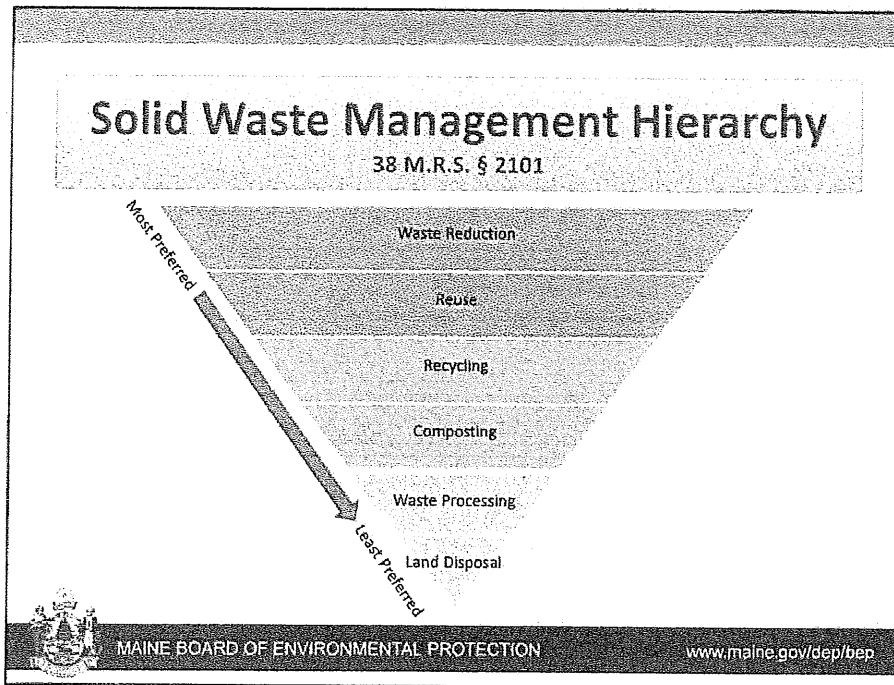 Solid Waste Management Hierarchy
38 M.R.S. § 2101
Most Preferred
Waste Reduction
Reuse
Recycling
Composting
Waste Processing
Land Disposal
Least Preferred
MAINE BOARD OF ENVIRONMENTAL PROTECTION
www.maine.gov/dep/bep